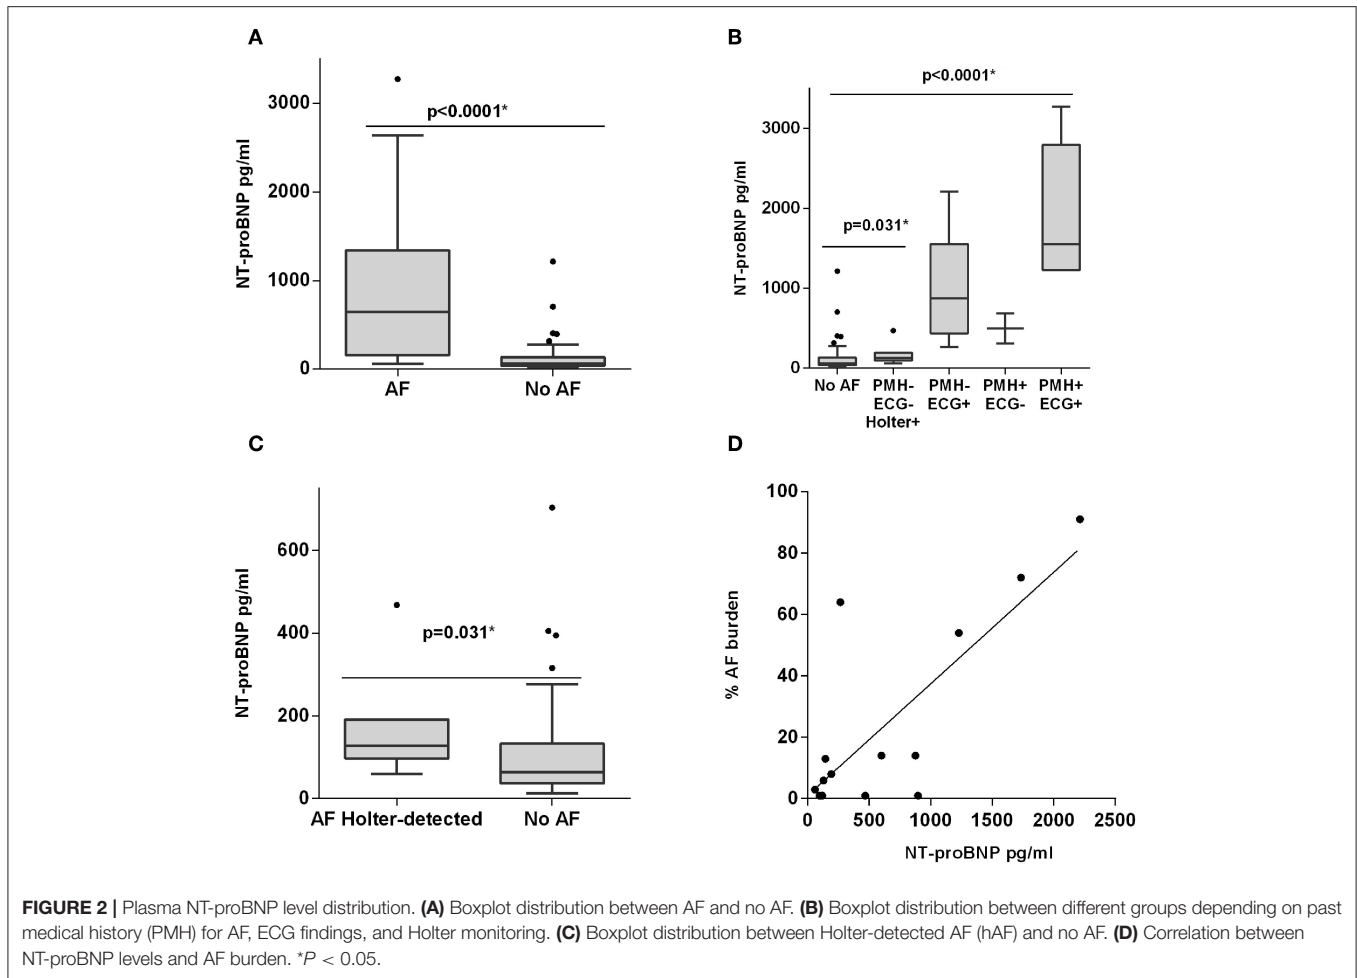 A
NT-proBNP pg/ml
3000
2000
1000
0
p<0.0001*
AF
No AF
B
NT-proBNP pg/ml
3000
2000
1000
0
p<0.0001*
p=0.031*
No AF
PMH-
ECG-
Holter+
PMH-
ECG+
PMH+
ECG-
PMH+
ECG+
C
NT-proBNP pg/ml
600
400
200
0
p=0.031*
AF Holter-detected
No AF
D
% AF burden
100
80
60
40
20
0
0 500 1000 1500 2000 2500
NT-proBNP pg/ml
FIGURE 2 | Plasma NT-proBNP level distribution. (A) Boxplot distribution between AF and no AF. (B) Boxplot distribution between different groups depending on past
medical history (PMH) for AF, ECG findings, and Holter monitoring. (C) Boxplot distribution between Holter-detected AF (hAF) and no AF. (D) Correlation between
NT-proBNP levels and AF burden. *P < 0.05.